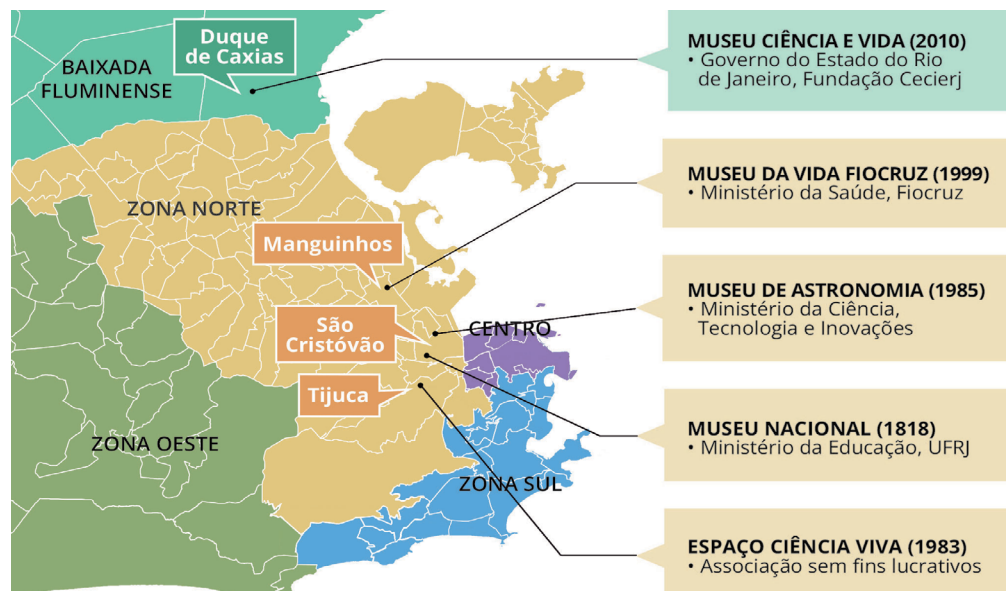 Duque
de Caxias
BAIXADA
FLUMINENSE
ZONA NORTE
Manguinhos
São
Cristóvão
CENTRO
Tijuca
ZONA OESTE
ZONA SUL
MUSEU CIÊNCIA E VIDA (2010)
• Governo do Estado do Rio
de Janeiro, Fundação Cecierj
MUSEU DA VIDA FIOCRUZ (1999)
• Ministério da Saúde, Fiocruz
MUSEU DE ASTRONOMIA (1985)
• Ministério da Ciência,
Tecnologia e Inovações
MUSEU NACIONAL (1818)
• Ministério da Educação, UFRJ
ESPAÇO CIÊNCIA VIVA (1983)
• Associação sem fins lucrativos